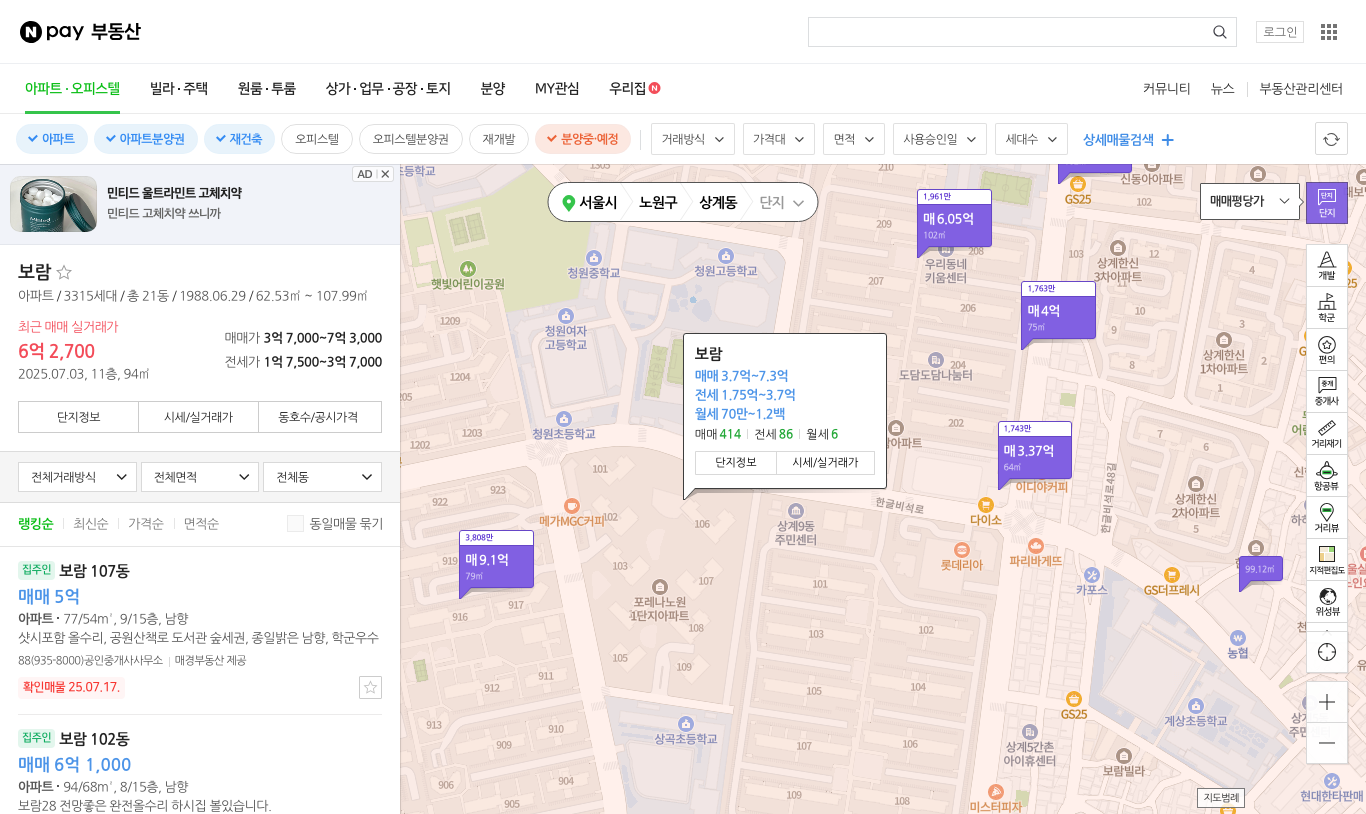 N pay 부동산
로그인
아파트·오피스텔
빌라·주택
원룸·투룸
상가·업무·공장·토지
분양
MY관심
우리집 N
커뮤니티
뉴스
부동산관리센터
아파트
아파트분양권
재건축
오피스텔
오피스텔분양권
재개발
분양중·예정
거래방식
가격대
면적
사용승인일
세대수
상세매물검색
AD
민티드 울트라민트 고체치약
민티드 고체치약 쓰니까
보람
아파트 / 3315세대 / 총 21동 / 1988.06.29 / 62.53㎡ ~ 107.99㎡
최근 매매 실거래가
6억 2,700
2025.07.03, 11층, 94㎡
매매가 3억 7,000~7억 3,000
전세가 1억 7,500~3억 7,000
단지정보
시세/실거래가
동호수/공시가격
전체거래방식
전체면적
전체동
랭킹순
최신순
가격순
면적순
동일매물 묶기
집주인 보람 107동
매매 5억
아파트 · 77/54㎡, 9/15층, 남향
샷시포함 올수리, 공원산책로 도서관 숲세권, 종일밝은 남향, 학군우수
88(935-8000)공인중개사사무소 | 매경부동산 제공
확인매물 25.07.17.
집주인 보람 102동
매매 6억 1,000
아파트 · 94/68㎡, 8/15층, 남향
보람28 전망좋은 완전올수리 하시집 볼있습니다.
서울시
노원구
상계동
단지
매매평당가
단지
개발
학군
편의
중개사
거리재기
항공뷰
거리뷰
지적편집도
위성뷰
지도범례
1,961만
매 6.05억
102㎡
1,763만
매 4억
75㎡
1,743만
매 3.37억
64㎡
3,808만
매 9.1억
79㎡
99.12㎡
보람
매매 3.7억~7.3억
전세 1.75억~3.7억
월세 70만~1.2백
매매 414
전세 86
월세 6
단지정보
시세/실거래가
등학교
GS25
신동아아파트
햇빛어린이공원
청원중학교
청원고등학교
우리동네
키움센터
상계한신
3차아파트
청원여자
고등학교
상계한신
1차아파트
도담도담나눔터
청원초등학교
이디야커피
다이소
한글비석로
한글비석로48길
상계한신
2차아파트
메가MGC커피
상계9동
주민센터
롯데리아
파리바게뜨
카포스
GS더프레시
포레나노원
1단지아파트
농협
GS25
계상초등학교
상곡초등학교
상계5간촌
아이휴센터
보람빌라
미스터피자
현대한타판매
1305
1209
1204
1202
1203
209
210
208
207
206
102
103
101
102
106
107
108
105
109
916
917
912
911
913
909
910
904
906
905
103
102
101
105
104
107
106
109
108